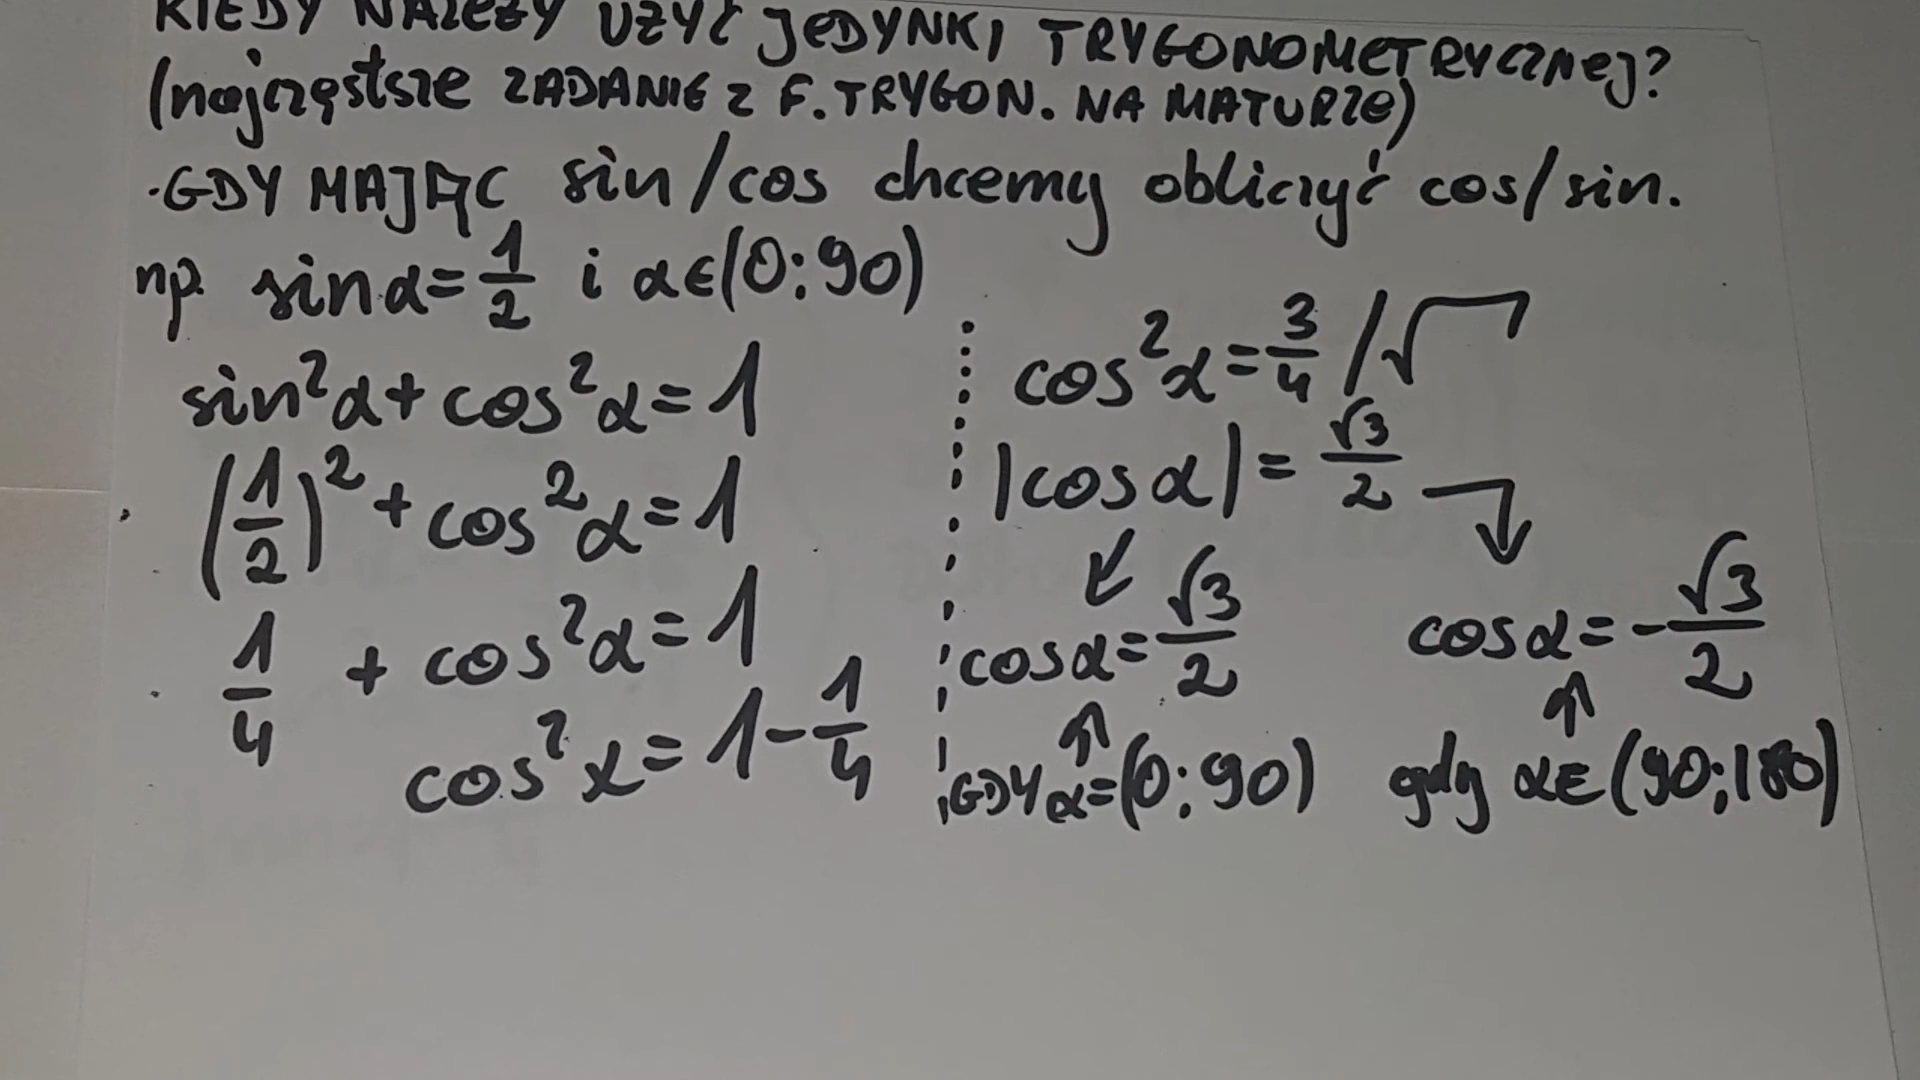 KIEDY NALEŻY UŻYĆ JEDYNKI TRYGONOMETRYCZNEJ?
(najczęstsze ZADANIE Z F. TRYGON. NA MATURZE)
·GDY MAJĄC sin/cos chcemy obliczyć cos/sin.
np. sinα=1/2 i α∈(0;90)
sin²α+cos²α=1
(1/2)²+cos²α=1
1/4 + cos²α=1
cos²x=1-1/4
cos²x=3/4 /√
|cosα|=√3/2
↙ ↓
cosα=√3/2 cosα=-√3/2
↑ ↑
GDY α=(0;90) gdy α∈(90;180)